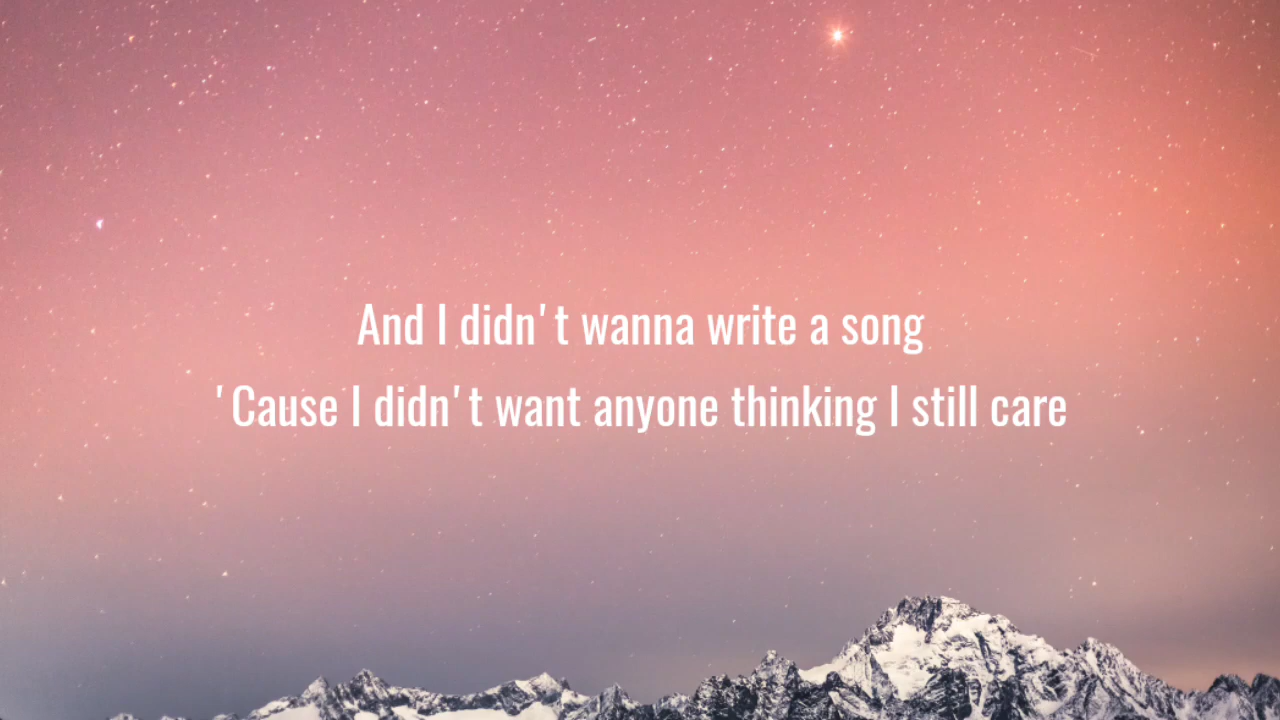 And I didn't wanna write a song
'Cause I didn't want anyone thinking I still care